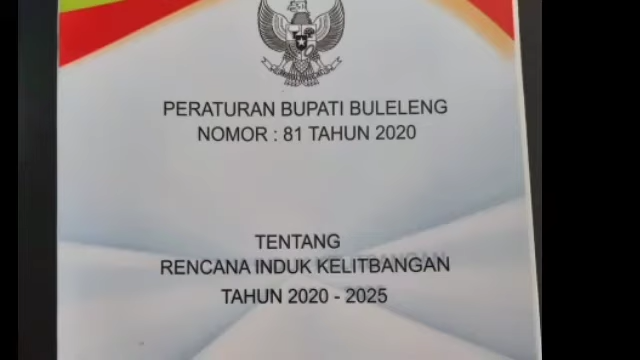 PERATURAN BUPATI BULELENG
NOMOR : 81 TAHUN 2020
TENTANG
RENCANA INDUK KELITBANGAN
TAHUN 2020 - 2025